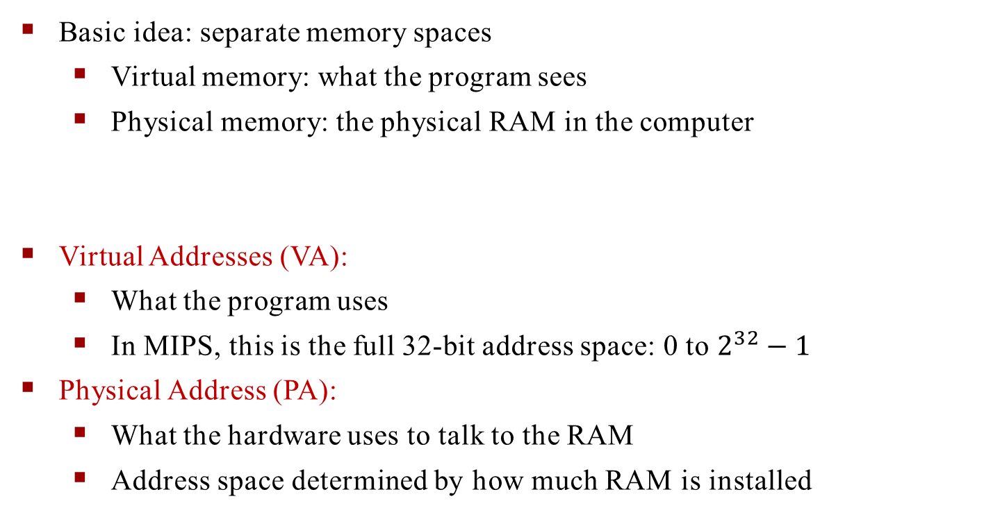 ▪ Basic idea: separate memory spaces
▪ Virtual memory: what the program sees
▪ Physical memory: the physical RAM in the computer
▪ Virtual Addresses (VA):
▪ What the program uses
▪ In MIPS, this is the full 32-bit address space: 0 to 2³² − 1
▪ Physical Address (PA):
▪ What the hardware uses to talk to the RAM
▪ Address space determined by how much RAM is installed